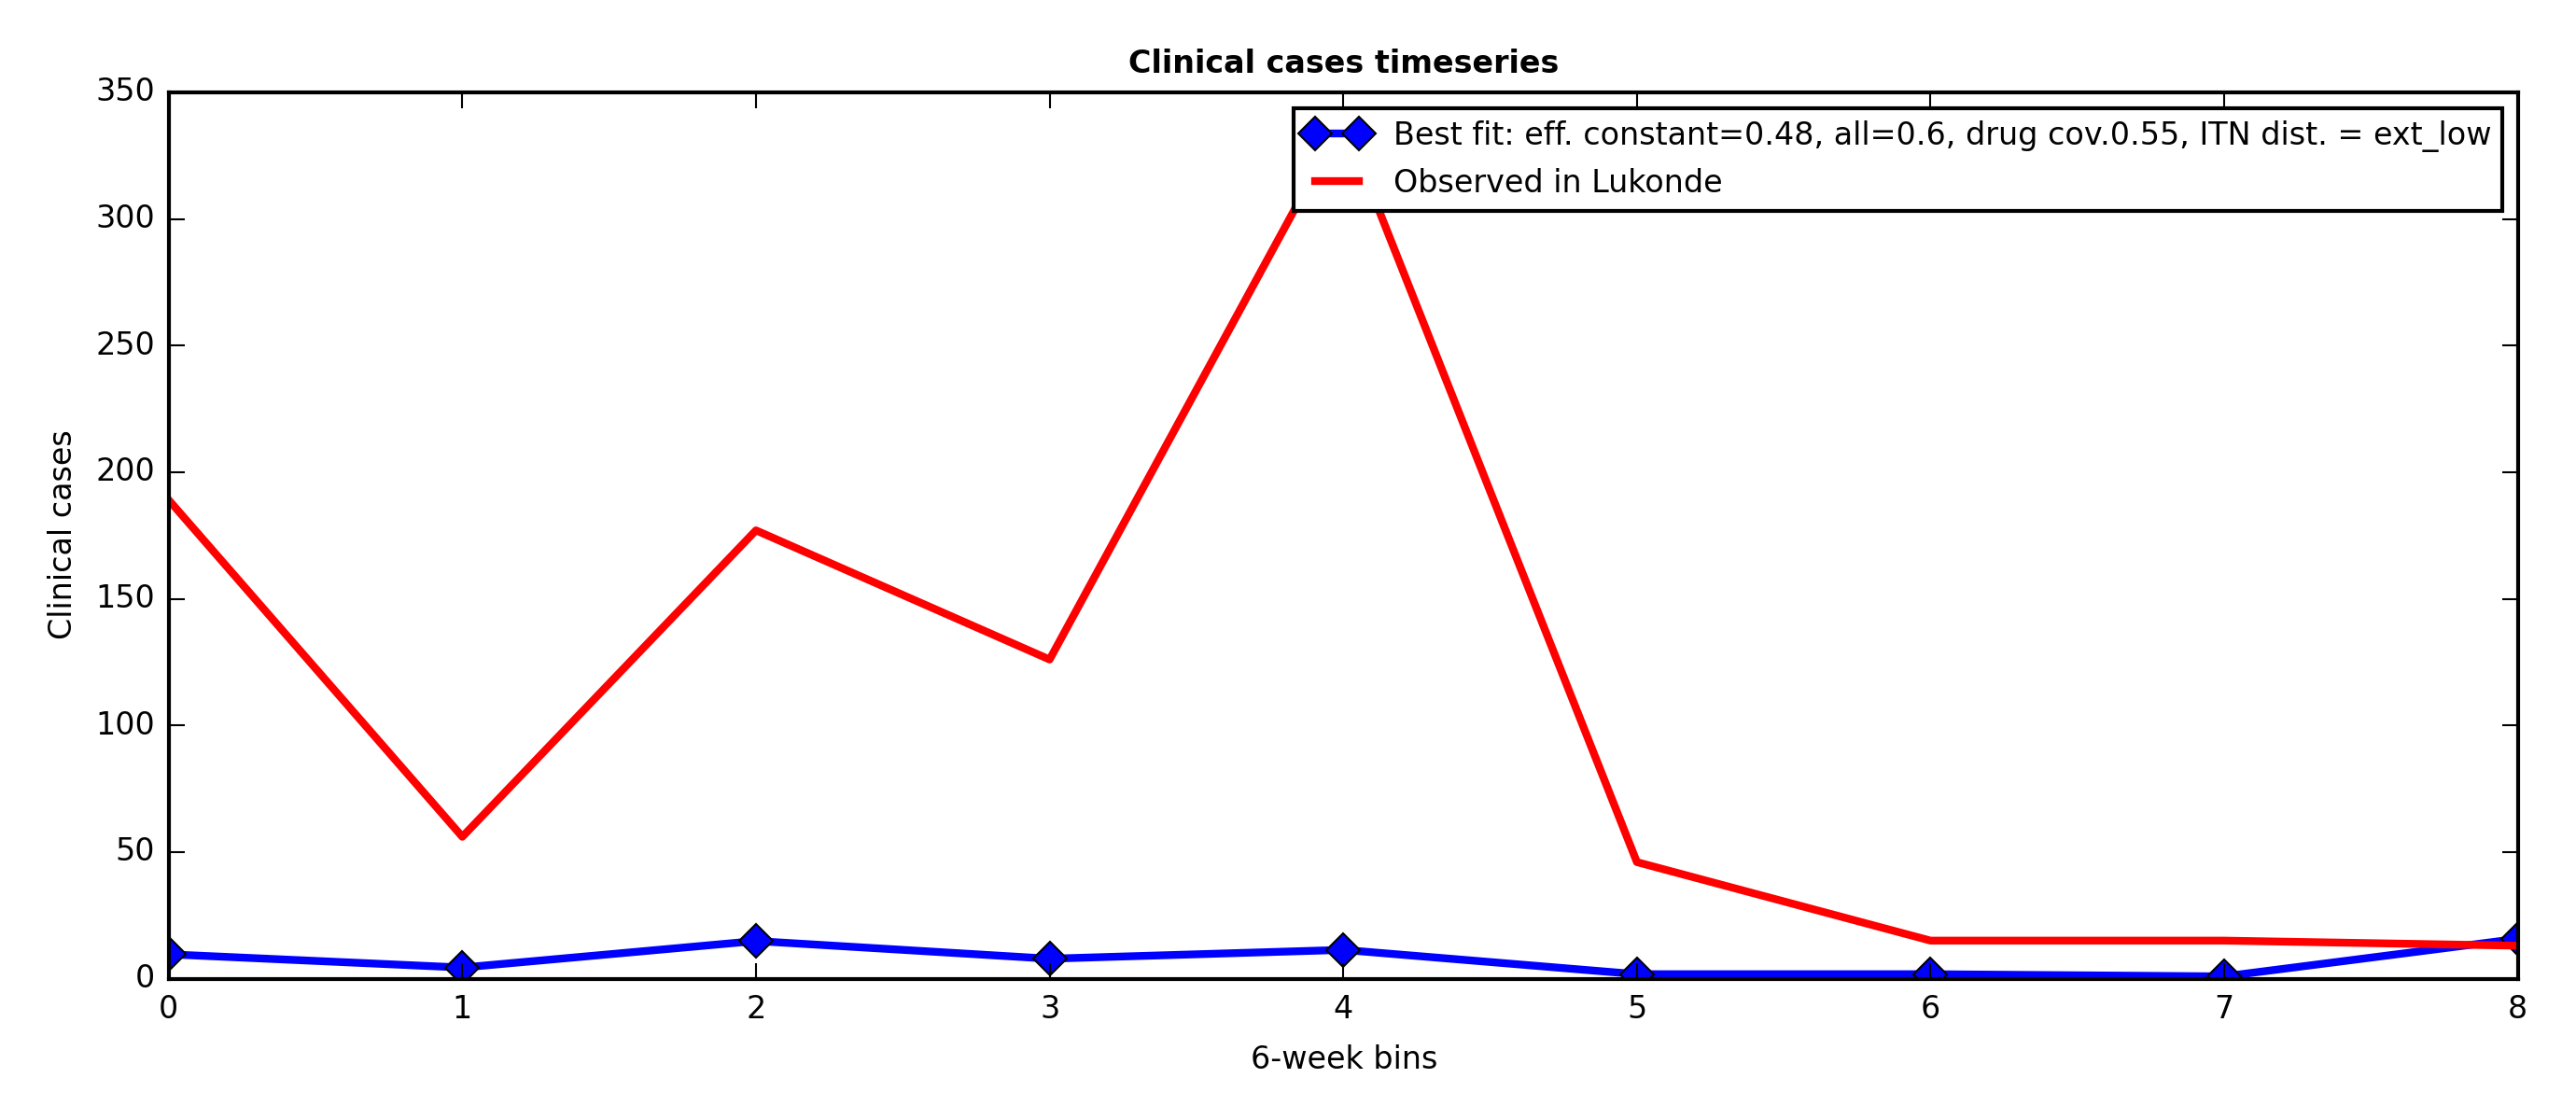 Clinical cases timeseries
350
300
250
200
150
100
50
0
Clinical cases
Best fit: eff. constant=0.48, all=0.6, drug cov.0.55, ITN dist. = ext_low
Observed in Lukonde
0 1 2 3 4 5 6 7 8
6-week bins